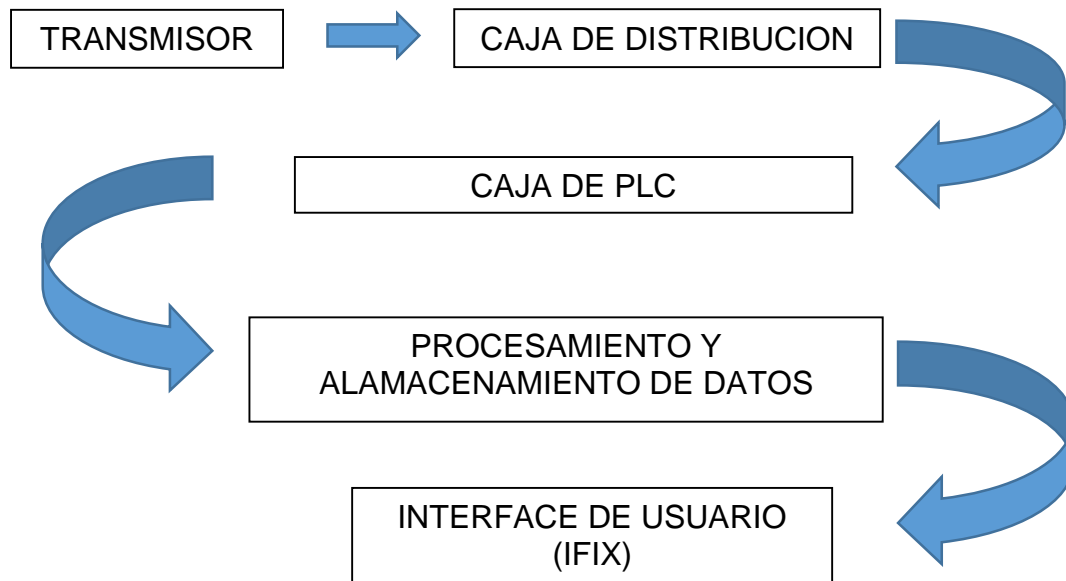 TRANSMISOR
CAJA DE DISTRIBUCION
CAJA DE PLC
PROCESAMIENTO Y
ALAMACENAMIENTO DE DATOS
INTERFACE DE USUARIO
(IFIX)